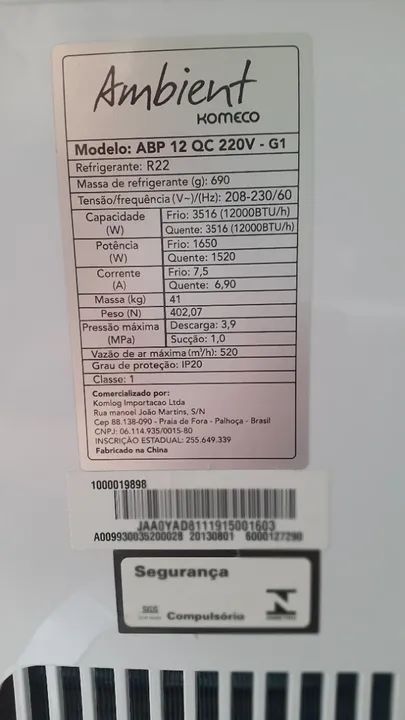 Ambient
KOMECO
Modelo: ABP 12 QC 220V - G1
Refrigerante: R22
Massa de refrigerante (g): 690
Tensão/frequência (V~)/(Hz): 208-230/60
Capacidade (W) Frio: 3516 (12000BTU/h)
Quente: 3516 (12000BTU/h)
Potência (W) Frio: 1650
Quente: 1520
Corrente (A) Frio: 7,5
Quente: 6,90
Massa (kg) 41
Peso (N) 402,07
Pressão máxima (MPa) Descarga: 3,9
Sucção: 1,0
Vazão de ar máxima (m³/h): 520
Grau de proteção: IP20
Classe: 1
Comercializado por:
Komlog Importacao Ltda
Rua manoel João Martins, S/N
Cep 88.138-090 - Praia de Fora - Palhoça - Brasil
CNPJ: 06.114.935/0015-80
INSCRIÇÃO ESTADUAL: 255.649.339
Fabricado na China
1000019898
JAA0YAD8111915001603
A00993003520028 20130801 6000127290
Segurança
SGS
Compulsório